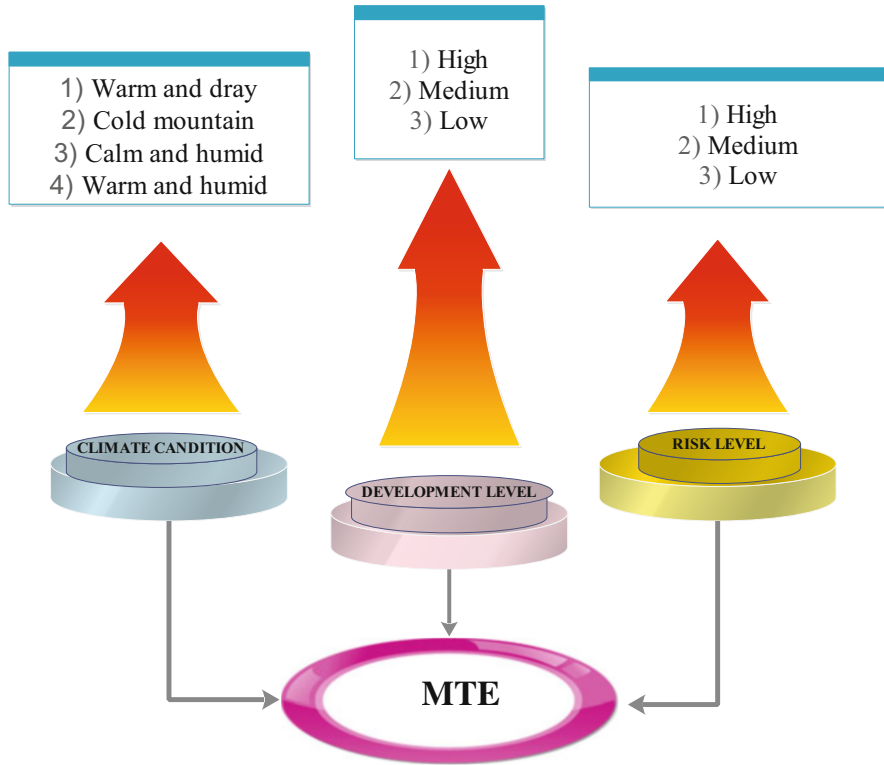 1) Warm and dray
2) Cold mountain
3) Calm and humid
4) Warm and humid
1) High
2) Medium
3) Low
1) High
2) Medium
3) Low
CLIMATE CANDITION
DEVELOPMENT LEVEL
RISK LEVEL
MTE